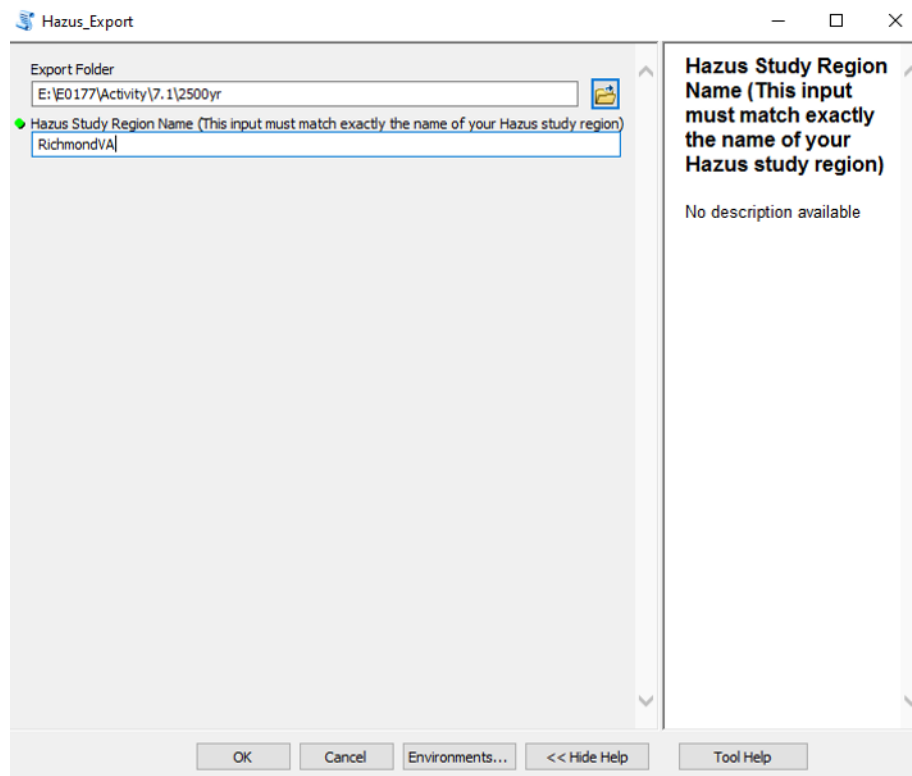 Hazus_Export
Export Folder
E:\E0177\Activity\7.1\2500yr
Hazus Study Region Name (This input must match exactly the name of your Hazus study region)
RichmondVA
Hazus Study Region
Name (This input
must match exactly
the name of your
Hazus study region)
No description available
OK
Cancel
Environments...
<< Hide Help
Tool Help